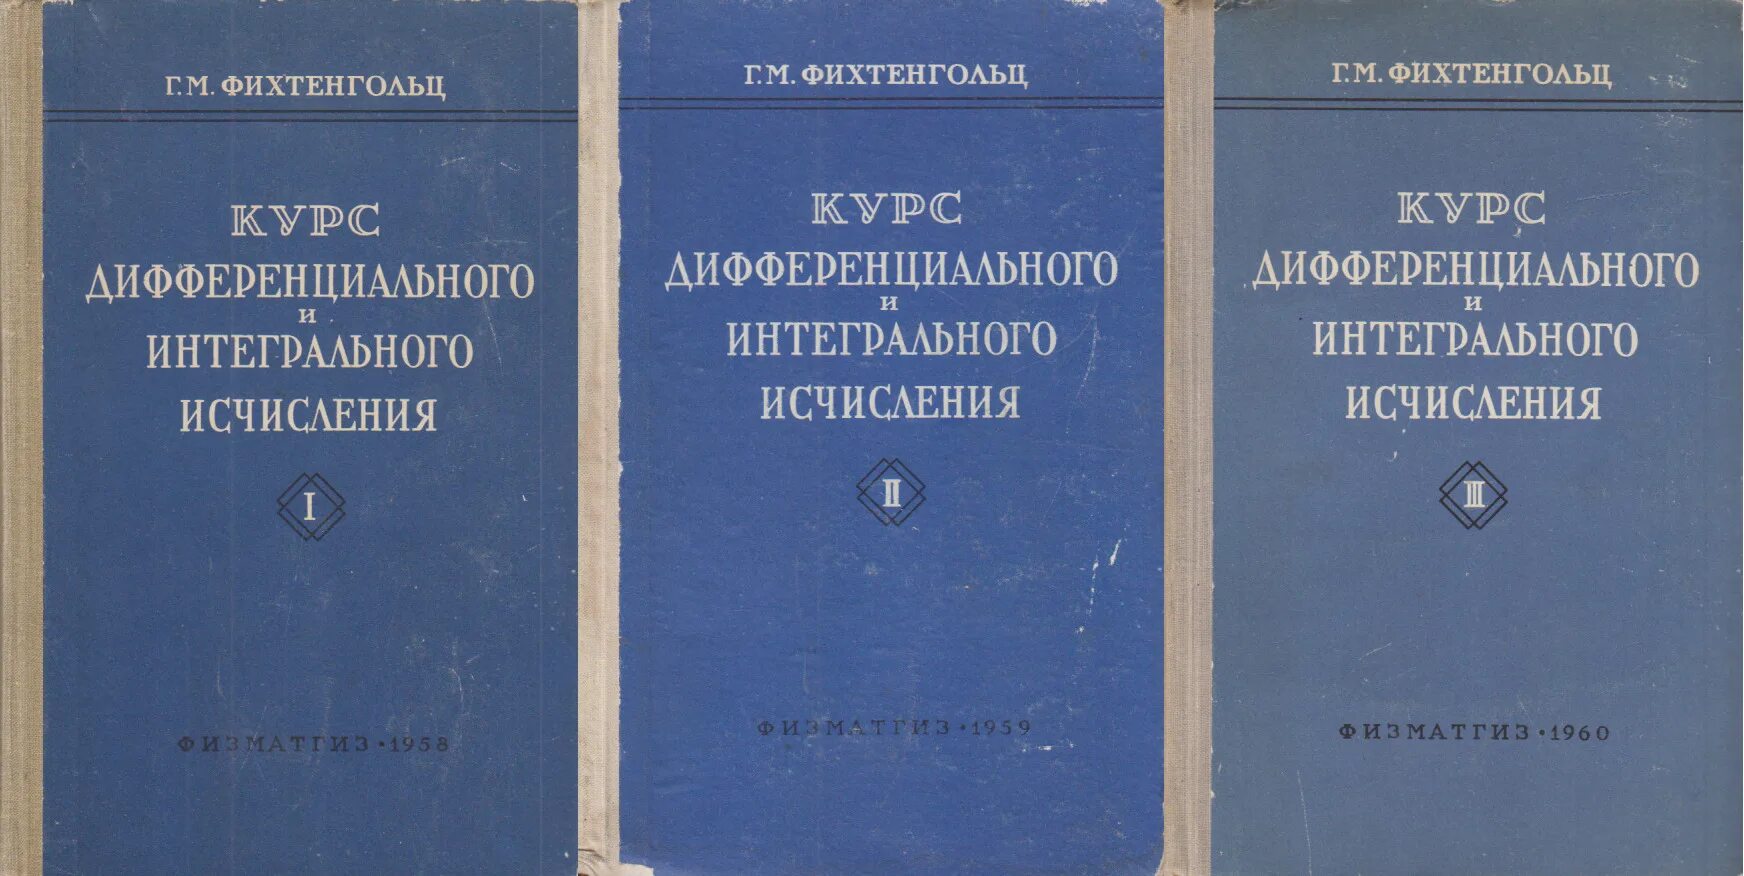 Г.М. ФИХТЕНГОЛЬЦ
КУРС
ДИФФЕРЕНЦИАЛЬНОГО
И
ИНТЕГРАЛЬНОГО
ИСЧИСЛЕНИЯ
I
ФИЗМАТГИЗ • 1958
Г.М. ФИХТЕНГОЛЬЦ
КУРС
ДИФФЕРЕНЦИАЛЬНОГО
И
ИНТЕГРАЛЬНОГО
ИСЧИСЛЕНИЯ
II
ФИЗМАТГИЗ • 1959
Г.М. ФИХТЕНГОЛЬЦ
КУРС
ДИФФЕРЕНЦИАЛЬНОГО
И
ИНТЕГРАЛЬНОГО
ИСЧИСЛЕНИЯ
III
ФИЗМАТГИЗ • 1960